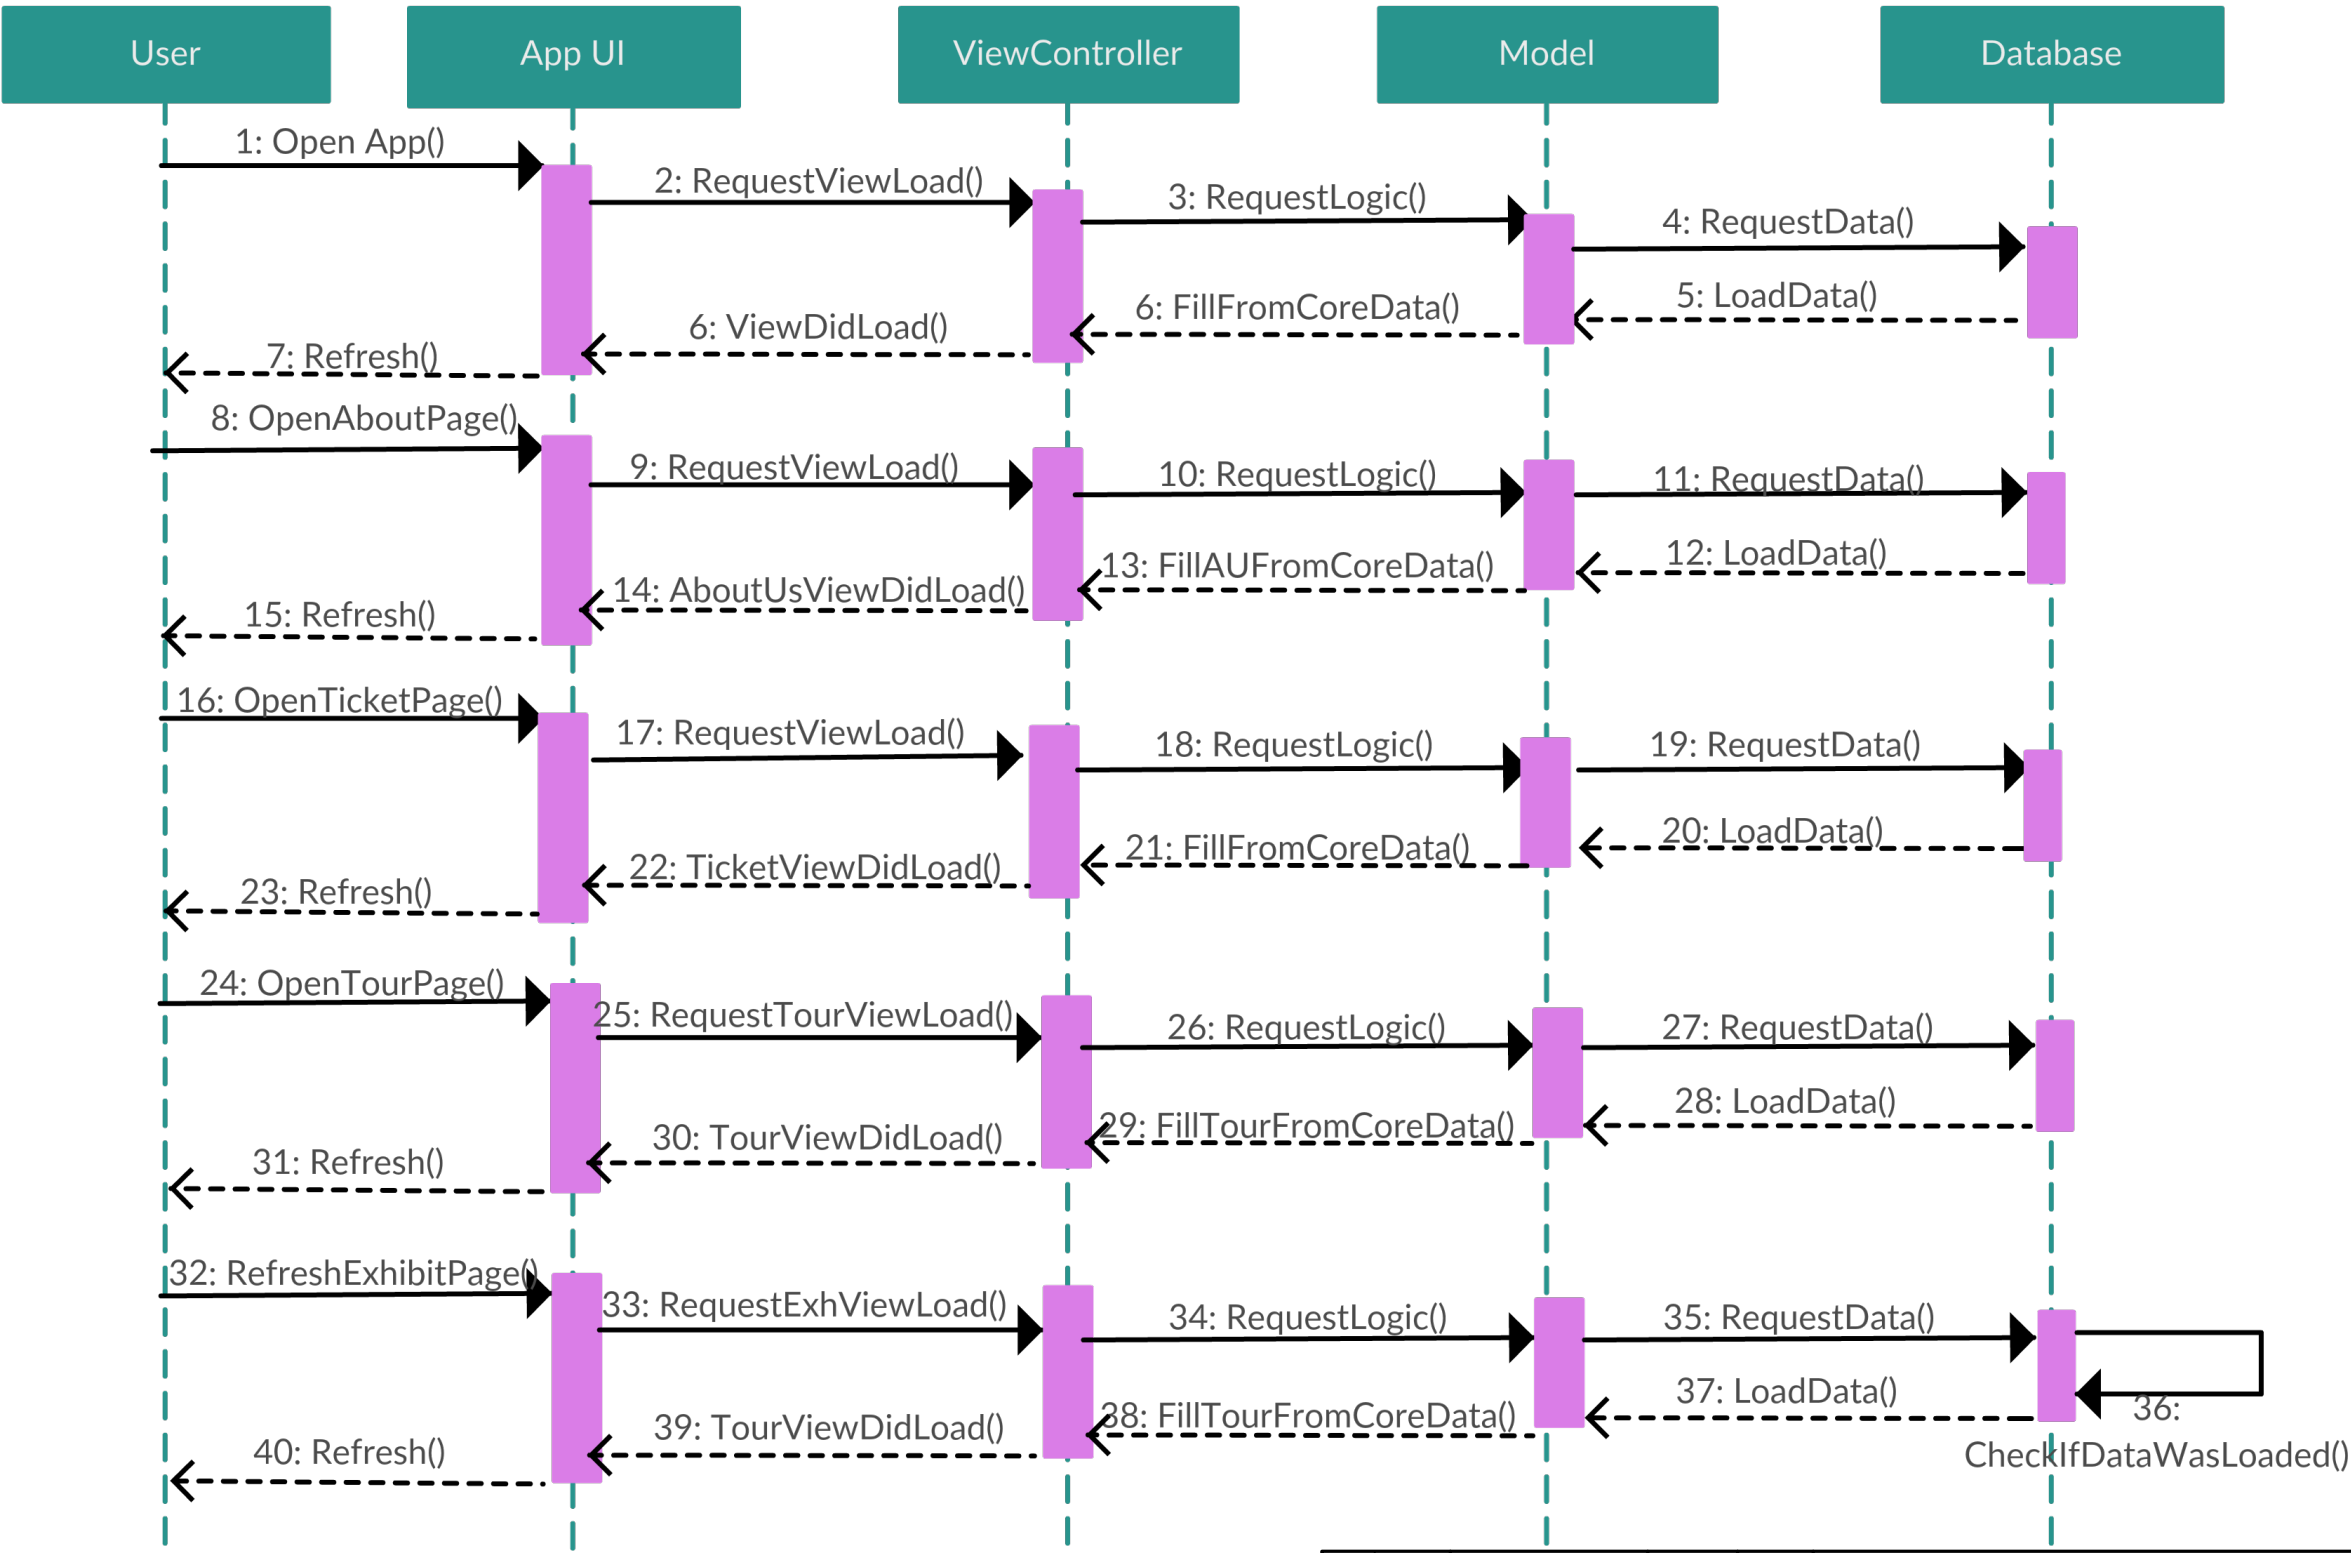 User
App UI
ViewController
Model
Database
1: Open App()
2: RequestViewLoad()
3: RequestLogic()
4: RequestData()
5: LoadData()
6: FillFromCoreData()
6: ViewDidLoad()
7: Refresh()
8: OpenAboutPage()
9: RequestViewLoad()
10: RequestLogic()
11: RequestData()
12: LoadData()
13: FillAUFromCoreData()
14: AboutUsViewDidLoad()
15: Refresh()
16: OpenTicketPage()
17: RequestViewLoad()
18: RequestLogic()
19: RequestData()
20: LoadData()
21: FillFromCoreData()
22: TicketViewDidLoad()
23: Refresh()
24: OpenTourPage()
25: RequestTourViewLoad()
26: RequestLogic()
27: RequestData()
28: LoadData()
29: FillTourFromCoreData()
30: TourViewDidLoad()
31: Refresh()
32: RefreshExhibitPage()
33: RequestExhViewLoad()
34: RequestLogic()
35: RequestData()
36:
CheckIfDataWasLoaded()
37: LoadData()
38: FillTourFromCoreData()
39: TourViewDidLoad()
40: Refresh()